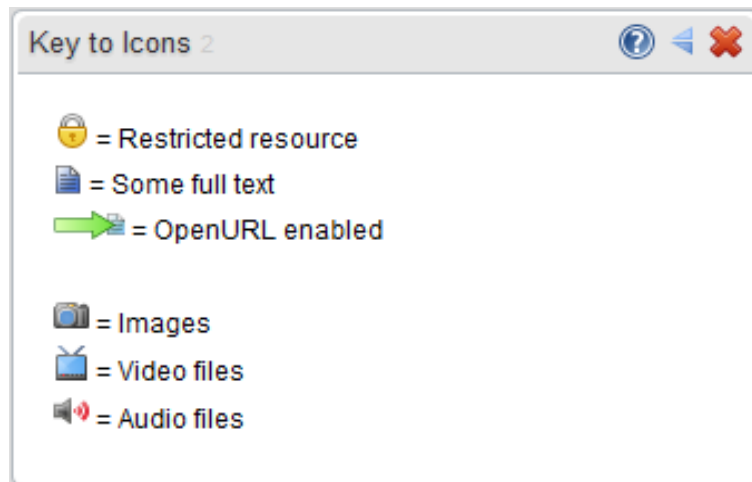 Key to Icons 2
= Restricted resource
= Some full text
= OpenURL enabled
= Images
= Video files
= Audio files